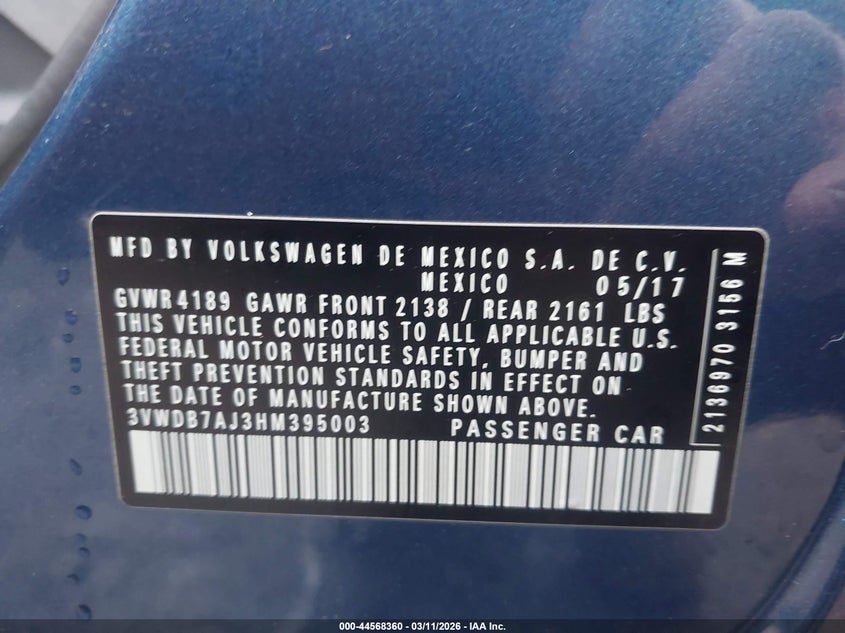 MFD BY VOLKSWAGEN DE MEXICO S.A. DE C.V.
MEXICO 05/17
GVWR 4189 GAWR FRONT 2138 / REAR 2161 LBS
THIS VEHICLE CONFORMS TO ALL APPLICABLE U.S.
FEDERAL MOTOR VEHICLE SAFETY, BUMPER AND
THEFT PREVENTION STANDARDS IN EFFECT ON
THE DATE OF MANUFACTURE SHOWN ABOVE.
3VWDB7AJ3HM395003 PASSENGER CAR
2136970 3156 M
000-44568360 - 03/11/2026 - IAA Inc.